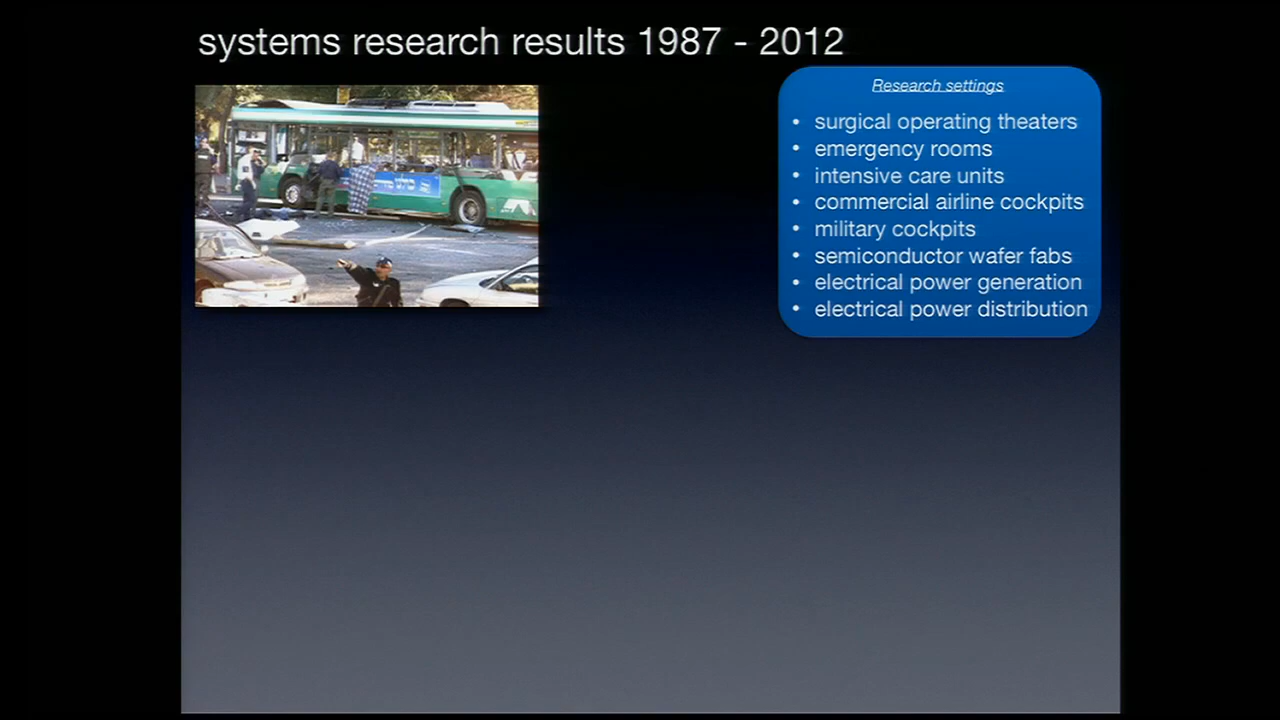 systems research results 1987 - 2012
Research settings
• surgical operating theaters
• emergency rooms
• intensive care units
• commercial airline cockpits
• military cockpits
• semiconductor wafer fabs
• electrical power generation
• electrical power distribution